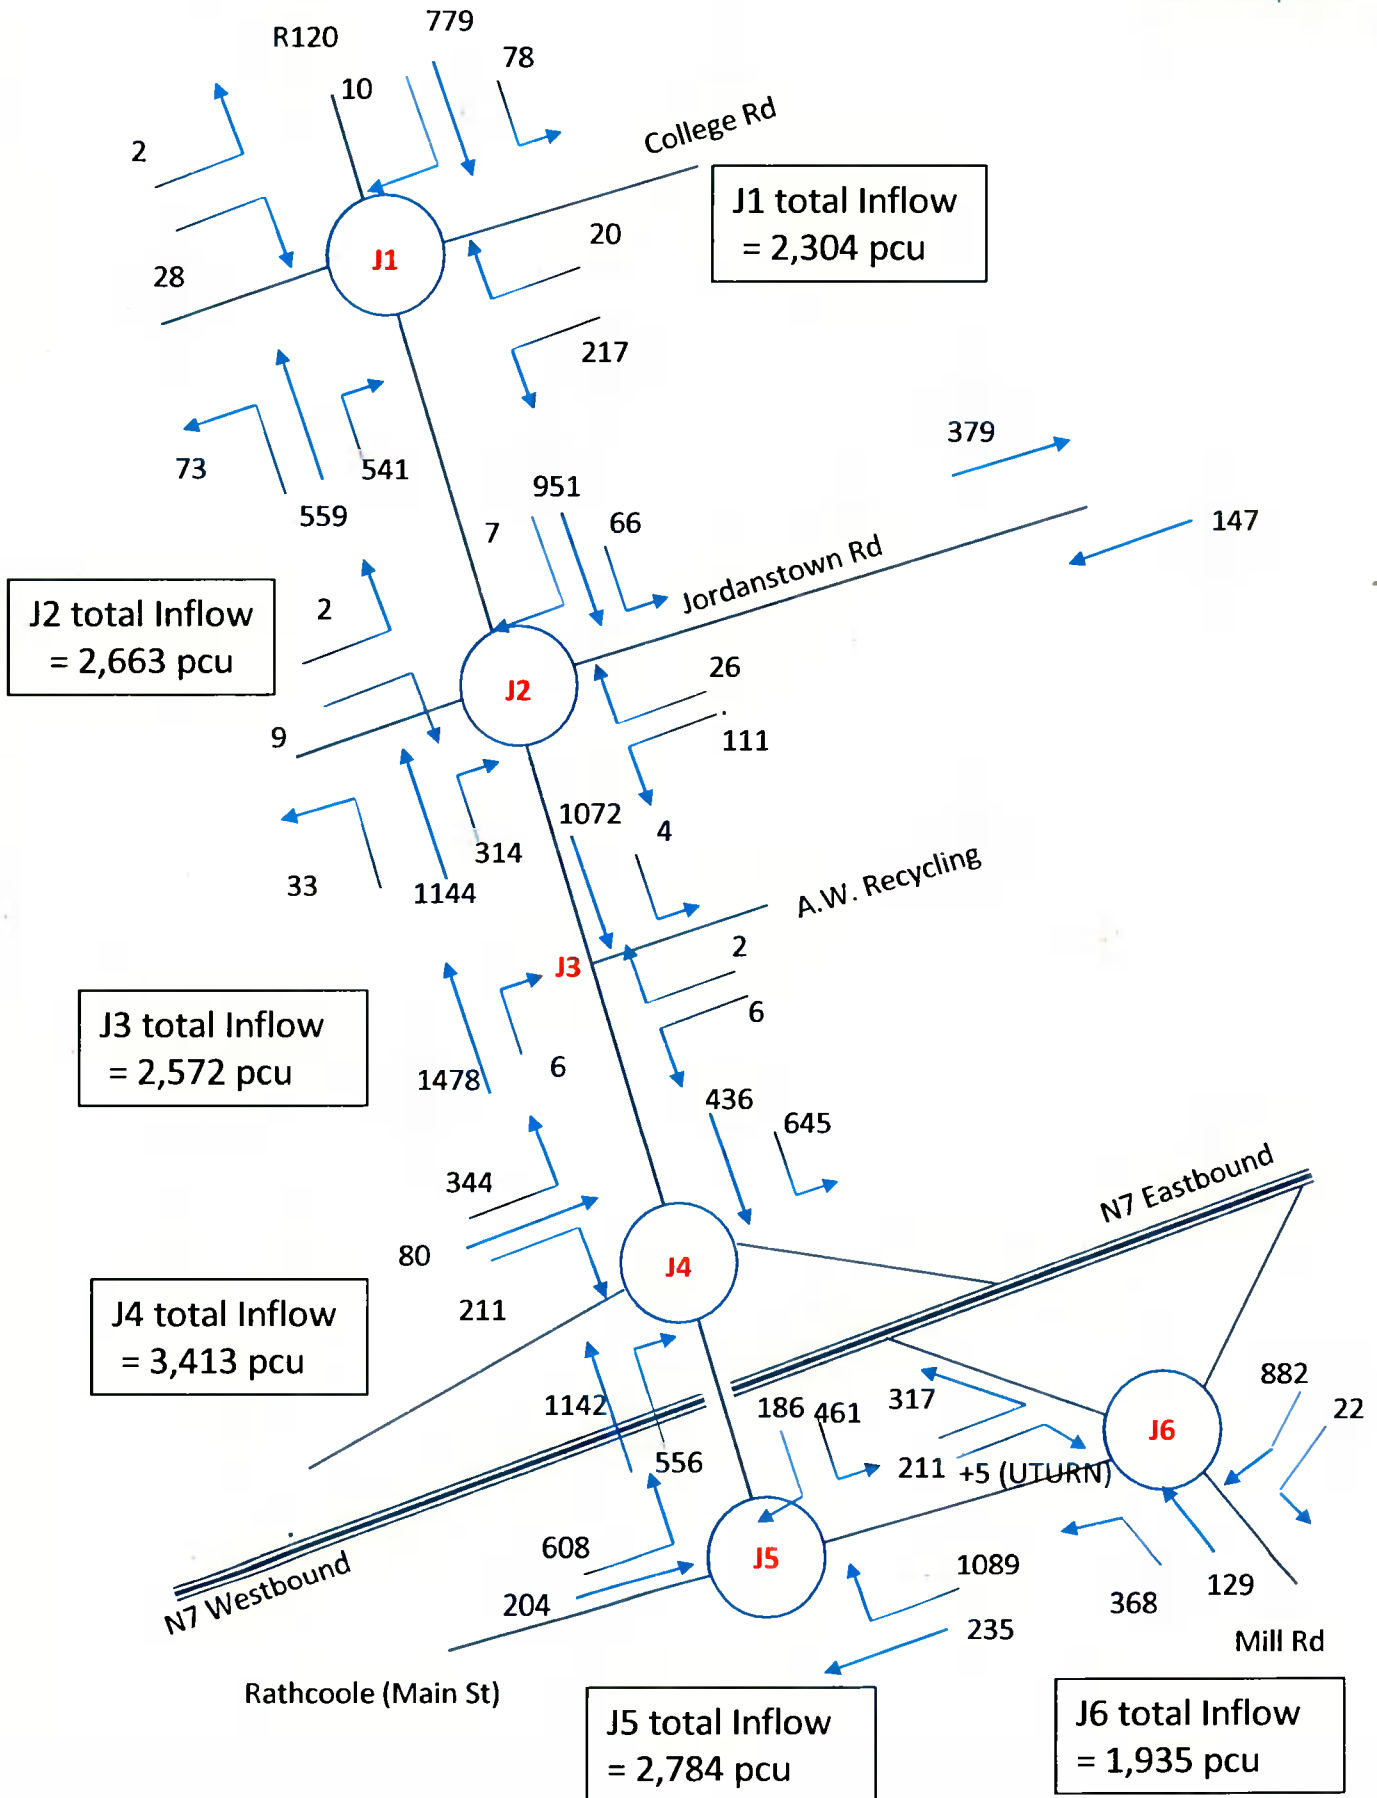 779
R120
78
10
College Rd
2
J1 total Inflow
= 2,304 pcu
20
J1
28
217
379
73
541
951
559
7
66
147
Jordanstown Rd
J2 total Inflow
= 2,663 pcu
2
26
J2
9
111
1072
4
314
33
1144
A.W. Recycling
2
J3
6
J3 total Inflow
= 2,572 pcu
1478
6
436
645
344
N7 Eastbound
80
J4
211
J4 total Inflow
= 3,413 pcu
882
1142
186
461
317
22
J6
556
211 +5 (UTURN)
608
J5
1089
N7 Westbound
204
129
368
235
Mill Rd
Rathcoole (Main St)
J5 total Inflow
= 2,784 pcu
J6 total Inflow
= 1,935 pcu